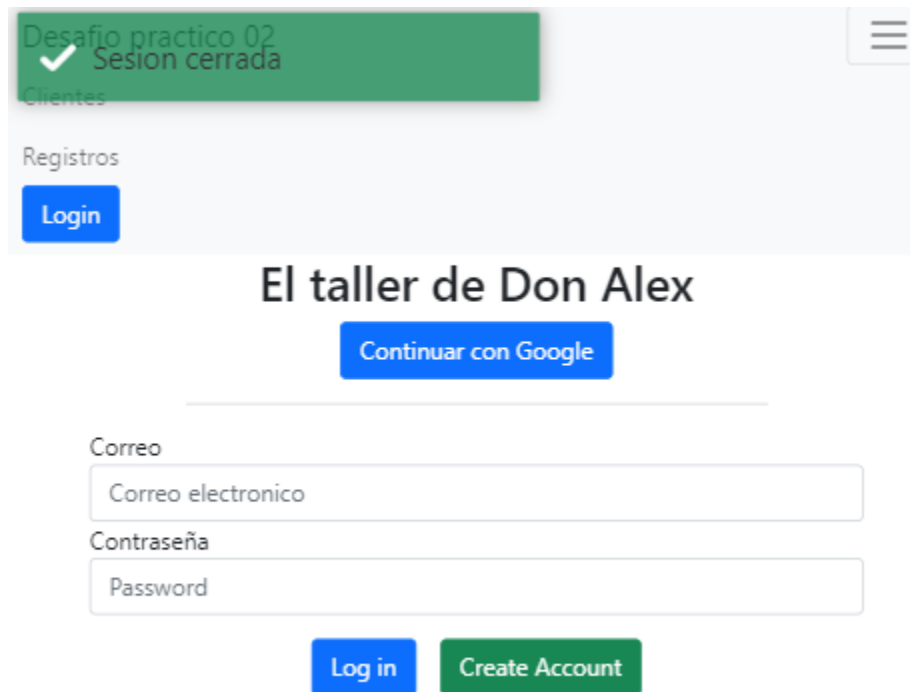 Desafio practico 02
Sesion cerrada
Clientes
Registros
Login
El taller de Don Alex
Continuar con Google
Correo
Correo electronico
Contraseña
Password
Log in
Create Account